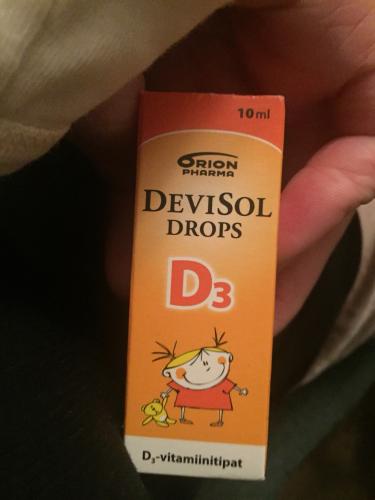 10ml
ORION
PHARMA
DEVISOL
DROPS
D3
D3-vitamiinitipat